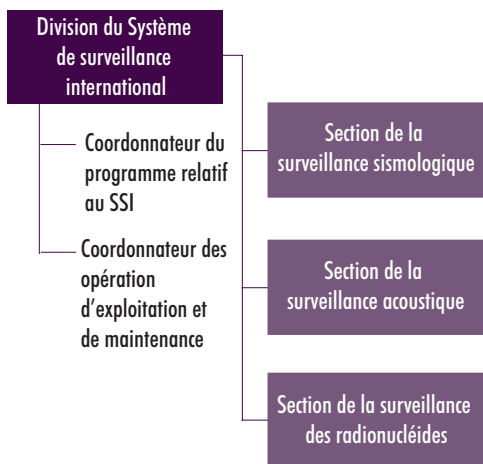 Division du Système
de surveillance
international
Coordonnateur du
programme relatif
au SSI
Coordonnateur des
opération
d'exploitation et
de maintenance
Section de la
surveillance sismologique
Section de la
surveillance acoustique
Section de la surveillance
des radionucléides